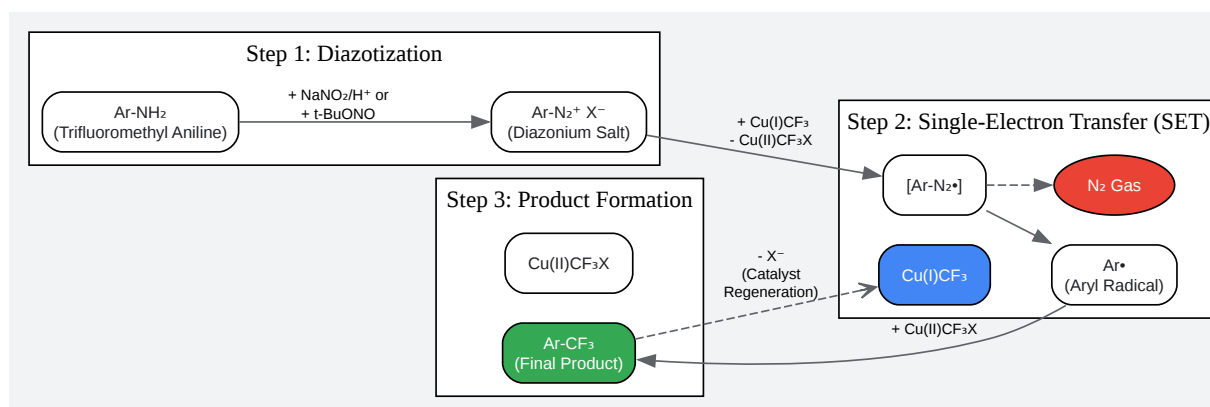 Step 1: Diazotization
Ar-NH₂
(Trifluoromethyl Aniline)
+ NaNO₂/H⁺ or
+ t-BuONO
Ar-N₂⁺ X⁻
(Diazonium Salt)
+ Cu(I)CF₃
- Cu(II)CF₃X
Step 2: Single-Electron Transfer (SET)
[Ar-N₂•]
N₂ Gas
Cu(I)CF₃
Ar•
(Aryl Radical)
Step 3: Product Formation
Cu(II)CF₃X
- X⁻
(Catalyst
Regeneration)
+ Cu(II)CF₃X
Ar-CF₃
(Final Product)